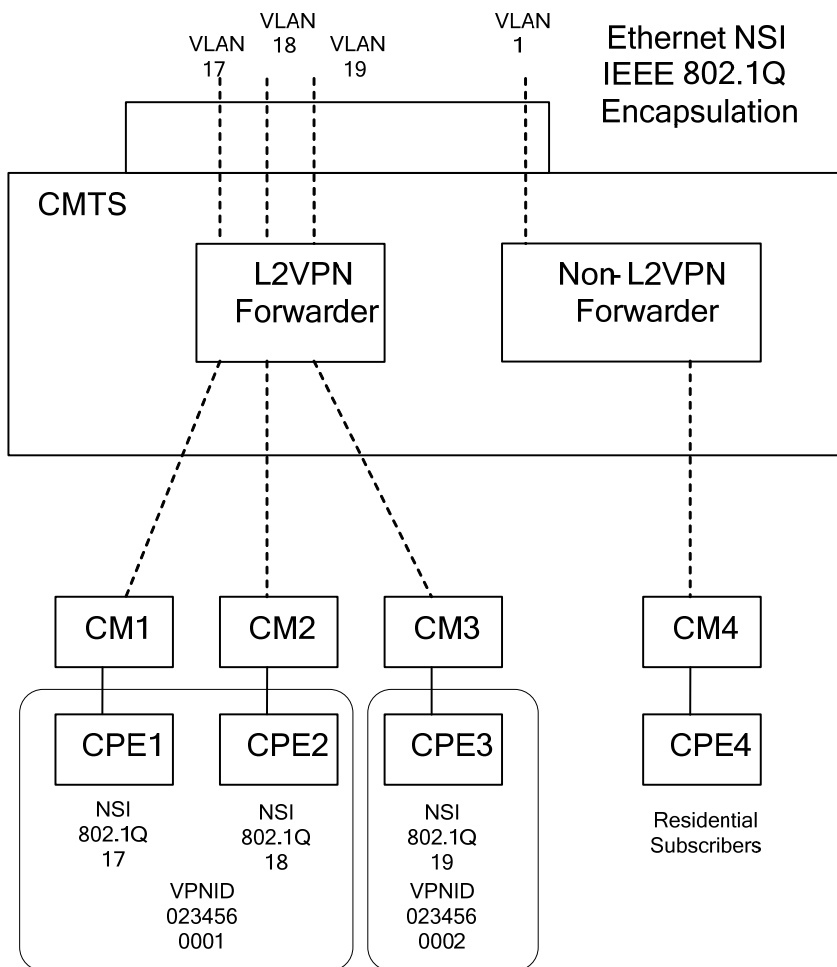 VLAN
17
VLAN
18
VLAN
19
VLAN
1
Ethernet NSI
IEEE 802.1Q
Encapsulation
CMTS
L2VPN
Forwarder
Non-L2VPN
Forwarder
CM1
CM2
CM3
CM4
CPE1
CPE2
CPE3
CPE4
NSI
802.1Q
17
NSI
802.1Q
18
NSI
802.1Q
19
Residential
Subscribers
VPNID
023456
0001
VPNID
023456
0002